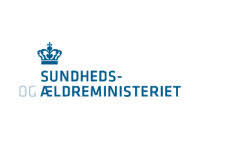 SUNDHEDS-
OG ÆLDREMINISTERIET